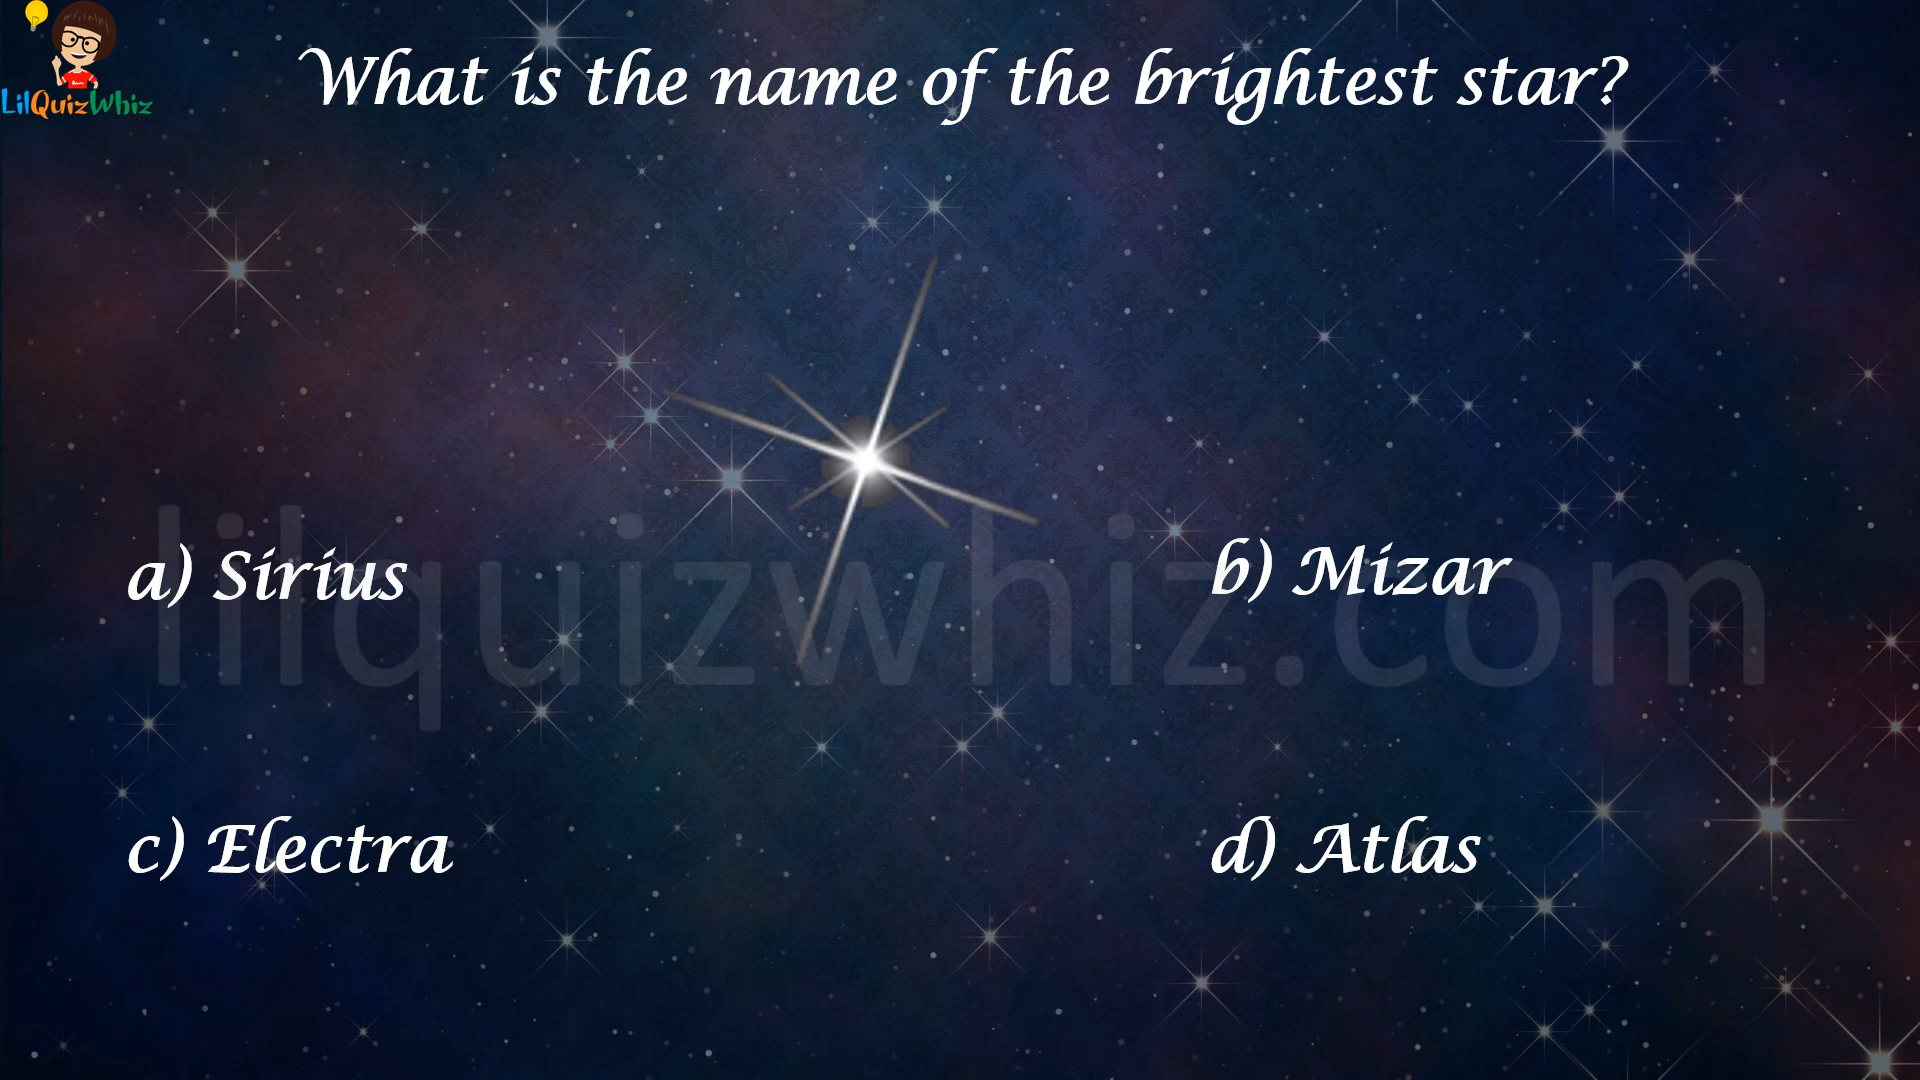 LilQuizWhiz
What is the name of the brightest star?
a) Sirius
b) Mizar
lilquizwhiz.com
c) Electra
d) Atlas